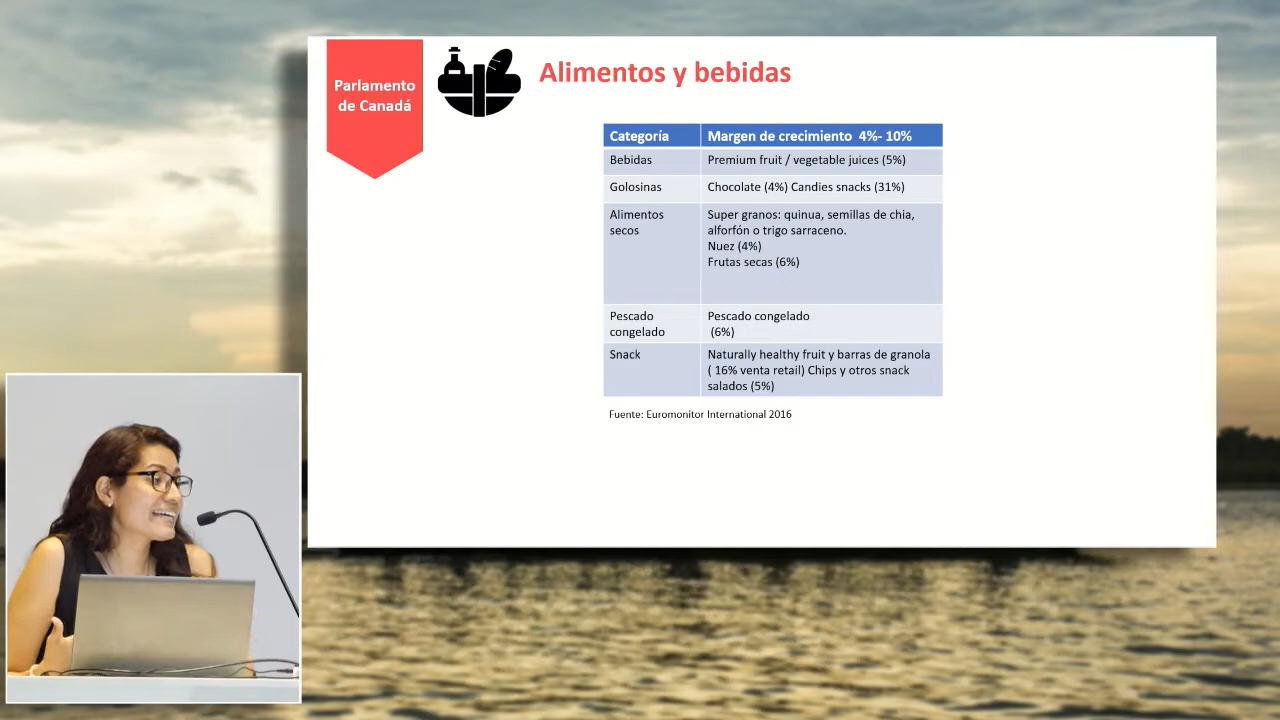 Parlamento
de Canadá
Alimentos y bebidas
Categoría
Margen de crecimiento 4%- 10%
Bebidas
Premium fruit / vegetable juices (5%)
Golosinas
Chocolate (4%) Candies snacks (31%)
Alimentos
secos
Super granos: quinua, semillas de chia,
alforfón o trigo sarraceno.
Nuez (4%)
Frutas secas (6%)
Pescado
congelado
Pescado congelado
(6%)
Snack
Naturally healthy fruit y barras de granola
( 16% venta retail) Chips y otros snack
salados (5%)
Fuente: Euromonitor International 2016